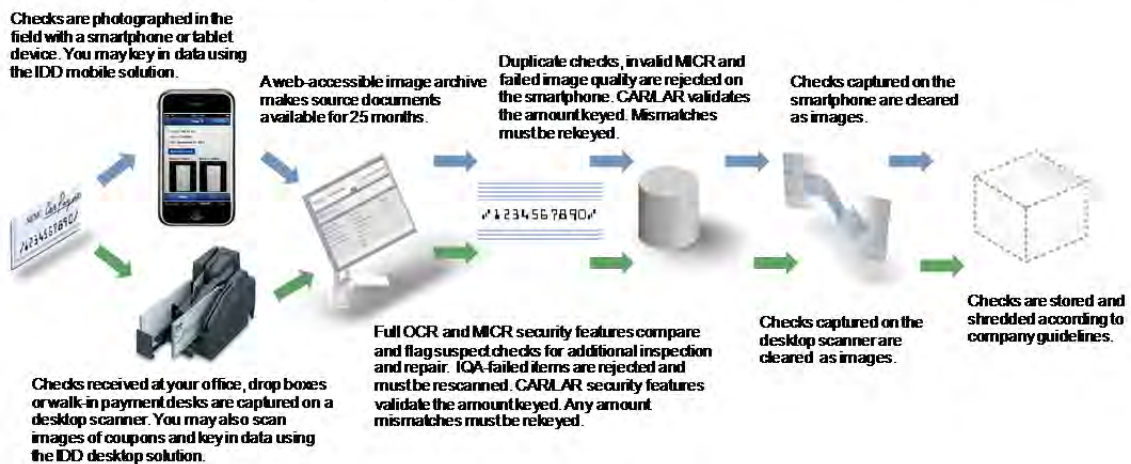 Checks are photographed in the
field with a smartphone or tablet
device. You may key in data using
the IDD mobile solution.
A web-accessible image archive
makes source documents
available for 25 months.
Duplicate checks, invalid MICR and
failed image quality are rejected on
the smartphone. CAR/LAR validates
the amount keyed. Mismatches
must be rekeyed.
Checks captured on the
smartphone are cleared
as images.
1234567890
1234567890
Checks received at your office, drop boxes
or walk-in payment desks are captured on a
desktop scanner. You may also scan
images of coupons and key in data using
the IDD desktop solution.
Full OCR and MICR security features compare
and flag suspect checks for additional inspection
and repair. IQA-failed items are rejected and
must be rescanned. CAR/LAR security features
validate the amount keyed. Any amount
mismatches must be rekeyed.
Checks captured on the
desktop scanner are
cleared as images.
Checks are stored and
shredded according to
company guidelines.